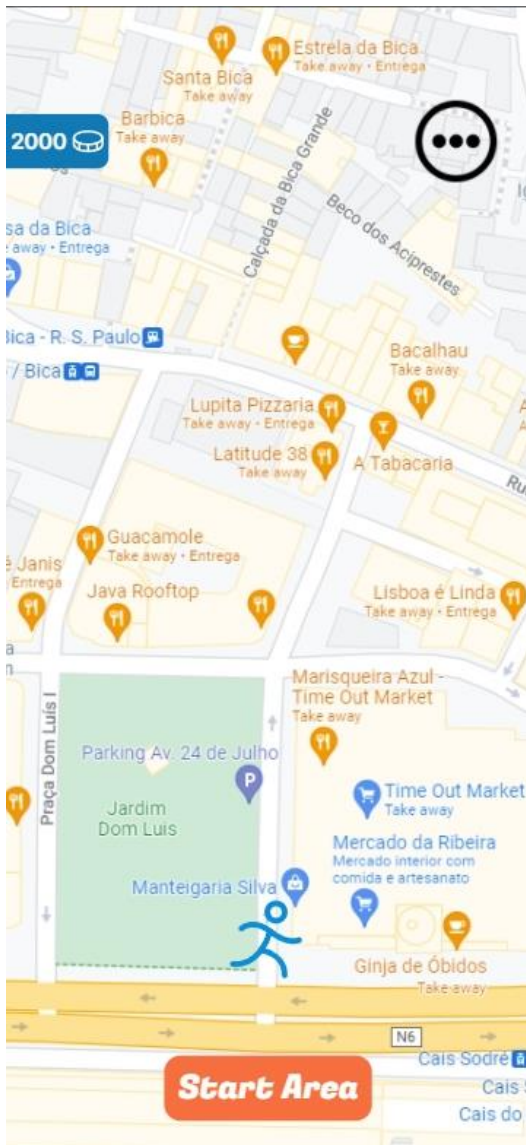 Estrela da Bica
Take away • Entrega
Santa Bica
Take away
Barbica
Take away
2000
Calçada da Bica Grande
Beco dos Aciprestes
sa da Bica
away • Entrega
Bica - R. S. Paulo
/ Bica
Bacalhau
Take away
Lupita Pizzaria
Take away • Entrega
Latitude 38
Take away
A Tabacaria
Ru
Guacamole
Take away • Entrega
é Janis
Entrega
Java Rooftop
Lisboa é Linda
Take away • Entrega
Marisqueira Azul -
Time Out Market
Take away
Praça Dom Luís I
Parking Av. 24 de Julho
P
Jardim
Dom Luis
Time Out Market
Take away
Mercado da Ribeira
Mercado interior com
comida e artesanato
Manteigaria Silva
Ginja de Óbidos
Take away
N6
Cais Sodré
Start Area
Cais
Cais do